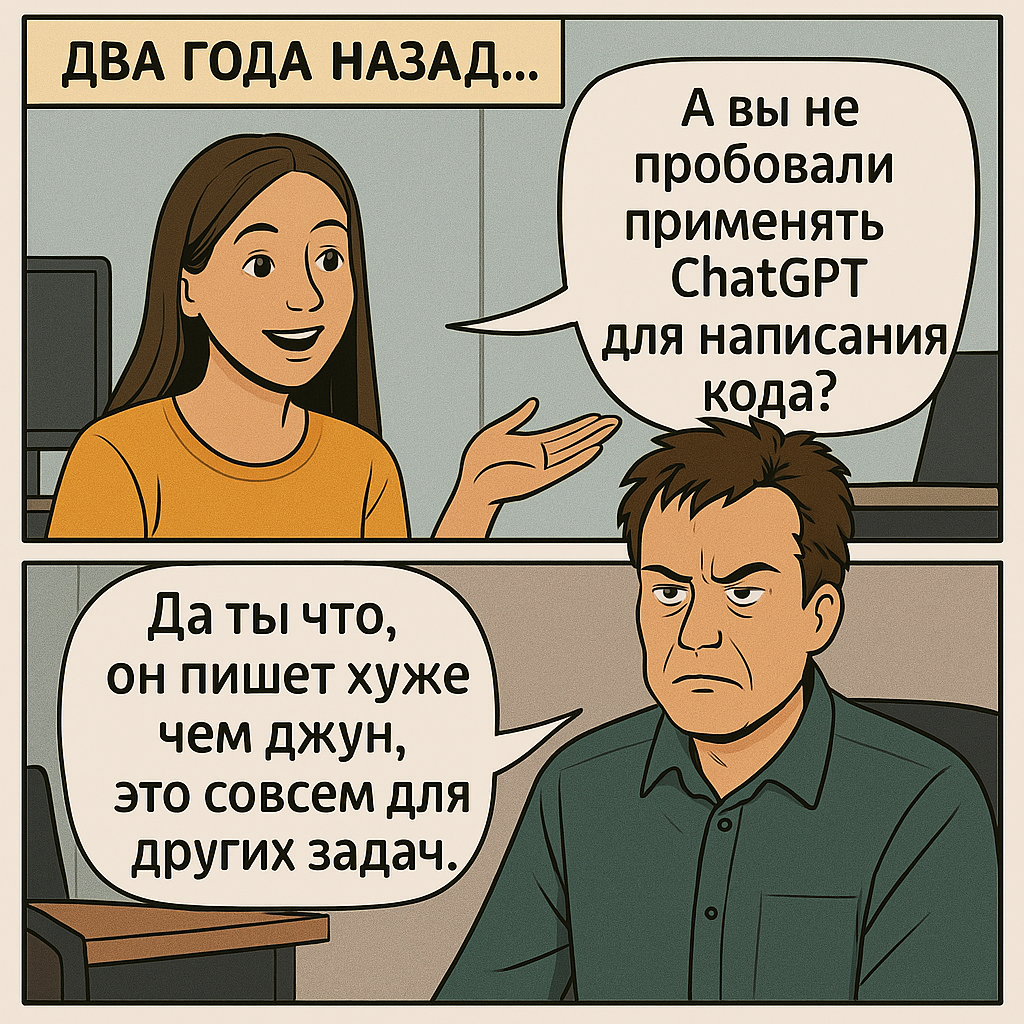 ДВА ГОДА НАЗАД...
А вы не
пробовали
применять
ChatGPT
для написания
кода?
Да ты что,
он пишет хуже
чем джун,
это совсем для
других задач.